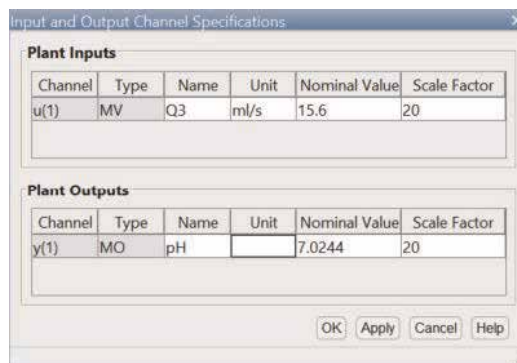 Input and Output Channel Specifications
Plant Inputs
Channel Type Name Unit Nominal Value Scale Factor
u(1) MV Q3 ml/s 15.6 20
Plant Outputs
Channel Type Name Unit Nominal Value Scale Factor
y(1) MO pH 7.0244 20
OK Apply Cancel Help